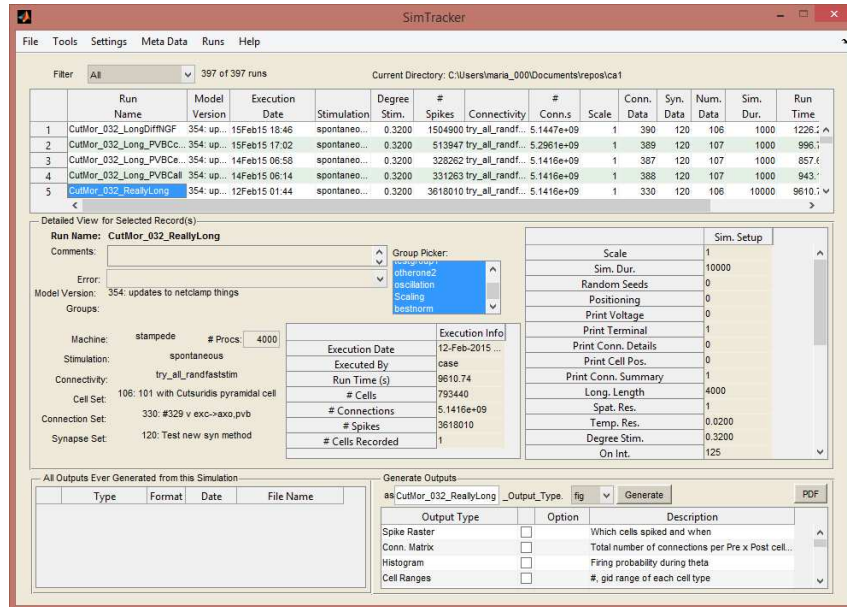 SimTracker
File Tools Settings Meta Data Runs Help
Filter All 397 of 397 runs Current Directory: C:\Users\maria_000\Documents\repos\ca1
Run Name Model Version Execution Date Stimulation Degree Stim. # Spikes Connectivity # Conn.s Scale Conn. Data Syn. Data Num. Data Sim. Dur. Run Time
1 CutMor_032_LongDiffNGF 354: up... 15Feb15 18:46 spontaneo... 0.3200 1504900 try_all_randf... 5.1447e+09 1 390 120 106 1000 1226.2
2 CutMor_032_Long_PVBCc... 354: up... 15Feb15 17:02 spontaneo... 0.3200 513947 try_all_randf... 5.2961e+09 1 389 120 107 1000 996.7
3 CutMor_032_Long_PVBCe... 354: up... 14Feb15 06:58 spontaneo... 0.3200 328262 try_all_randf... 5.1416e+09 1 387 120 107 1000 857.6
4 CutMor_032_Long_PVBCall 354: up... 14Feb15 06:14 spontaneo... 0.3200 331263 try_all_randf... 5.1416e+09 1 388 120 107 1000 943.
5 CutMor_032_ReallyLong 354: up... 12Feb15 01:44 spontaneo... 0.3200 3618010 try_all_randf... 5.1416e+09 1 330 120 106 10000 9610.7
Detailed View for Selected Record(s)
Run Name: CutMor_032_ReallyLong
Comments:
Error:
Model Version: 354: updates to netclamp things
Groups:
Group Picker:
testgroup1
otherone2
oscillation
Scaling
bestnorm
Machine: stampede # Procs: 4000
Stimulation: spontaneous
Connectivity: try_all_randfaststim
Cell Set: 106: 101 with Cutsuridis pyramidal cell
Connection Set: 330: #329 v exc->axo,pvb
Synapse Set: 120: Test new syn method
Execution Info
Execution Date 12-Feb-2015 ...
Executed By case
Run Time (s) 9610.74
# Cells 793440
# Connections 5.1416e+09
# Spikes 3618010
# Cells Recorded 1
Sim. Setup
Scale 1
Sim. Dur. 10000
Random Seeds 0
Positioning 0
Print Voltage 0
Print Terminal 1
Print Conn. Details 0
Print Cell Pos. 0
Print Conn. Summary 1
Long. Length 4000
Spat. Res. 1
Temp. Res. 0.0200
Degree Stim. 0.3200
On Int. 125
All Outputs Ever Generated from this Simulation
Type Format Date File Name
Generate Outputs
as CutMor_032_ReallyLong _Output_Type. fig Generate PDF
Output Type Option Description
Spike Raster Which cells spiked and when
Conn. Matrix Total number of connections per Pre x Post cell...
Histogram Firing probability during theta
Cell Ranges #, gid range of each cell type